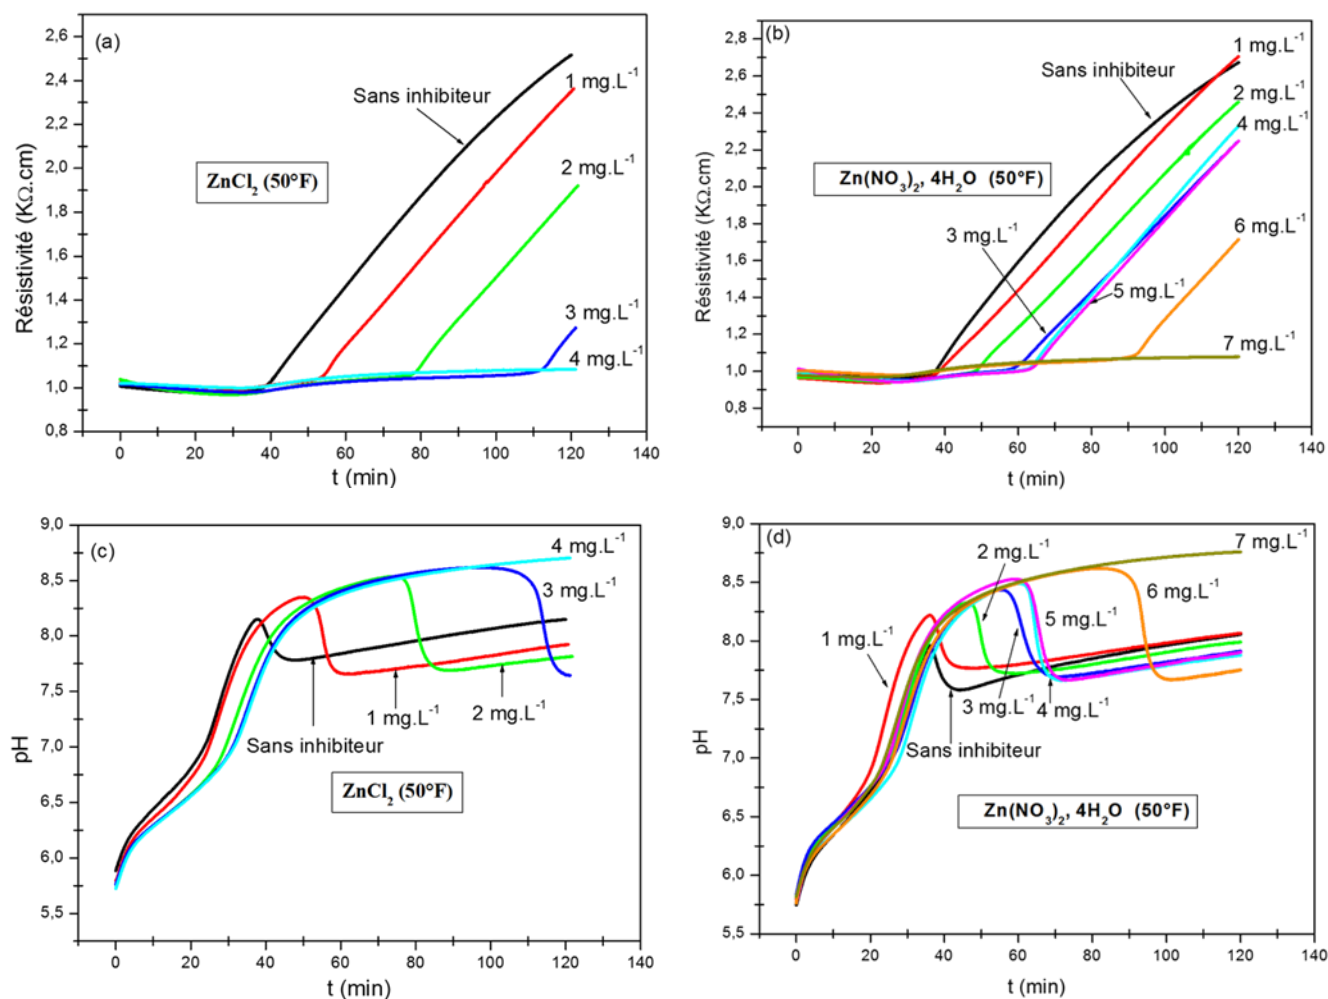 (a)
2,6
2,4
2,2
2,0
1,8
1,6
1,4
1,2
1,0
0,8
Résistivité (KΩ.cm)
Sans inhibiteur
1 mg.L⁻¹
ZnCl₂ (50°F)
2 mg.L⁻¹
3 mg.L⁻¹
4 mg.L⁻¹
0 20 40 60 80 100 120 140
t (min)
(b)
2,8
2,6
2,4
2,2
2,0
1,8
1,6
1,4
1,2
1,0
0,8
Résistivité (KΩ.cm)
1 mg.L⁻¹
Sans inhibiteur
2 mg.L⁻¹
4 mg.L⁻¹
Zn(NO₃)₂, 4H₂O (50°F)
3 mg.L⁻¹
6 mg.L⁻¹
5 mg.L⁻¹
7 mg.L⁻¹
0 20 40 60 80 100 120 140
t (min)
(c)
9,0
8,5
8,0
7,5
7,0
6,5
6,0
5,5
pH
4 mg.L⁻¹
3 mg.L⁻¹
1 mg.L⁻¹
2 mg.L⁻¹
Sans inhibiteur
ZnCl₂ (50°F)
0 20 40 60 80 100 120 140
t (min)
(d)
9,0
8,5
8,0
7,5
7,0
6,5
6,0
5,5
pH
7 mg.L⁻¹
2 mg.L⁻¹
6 mg.L⁻¹
1 mg.L⁻¹
5 mg.L⁻¹
3 mg.L⁻¹
4 mg.L⁻¹
Sans inhibiteur
Zn(NO₃)₂, 4H₂O (50°F)
0 20 40 60 80 100 120 140
t (min)